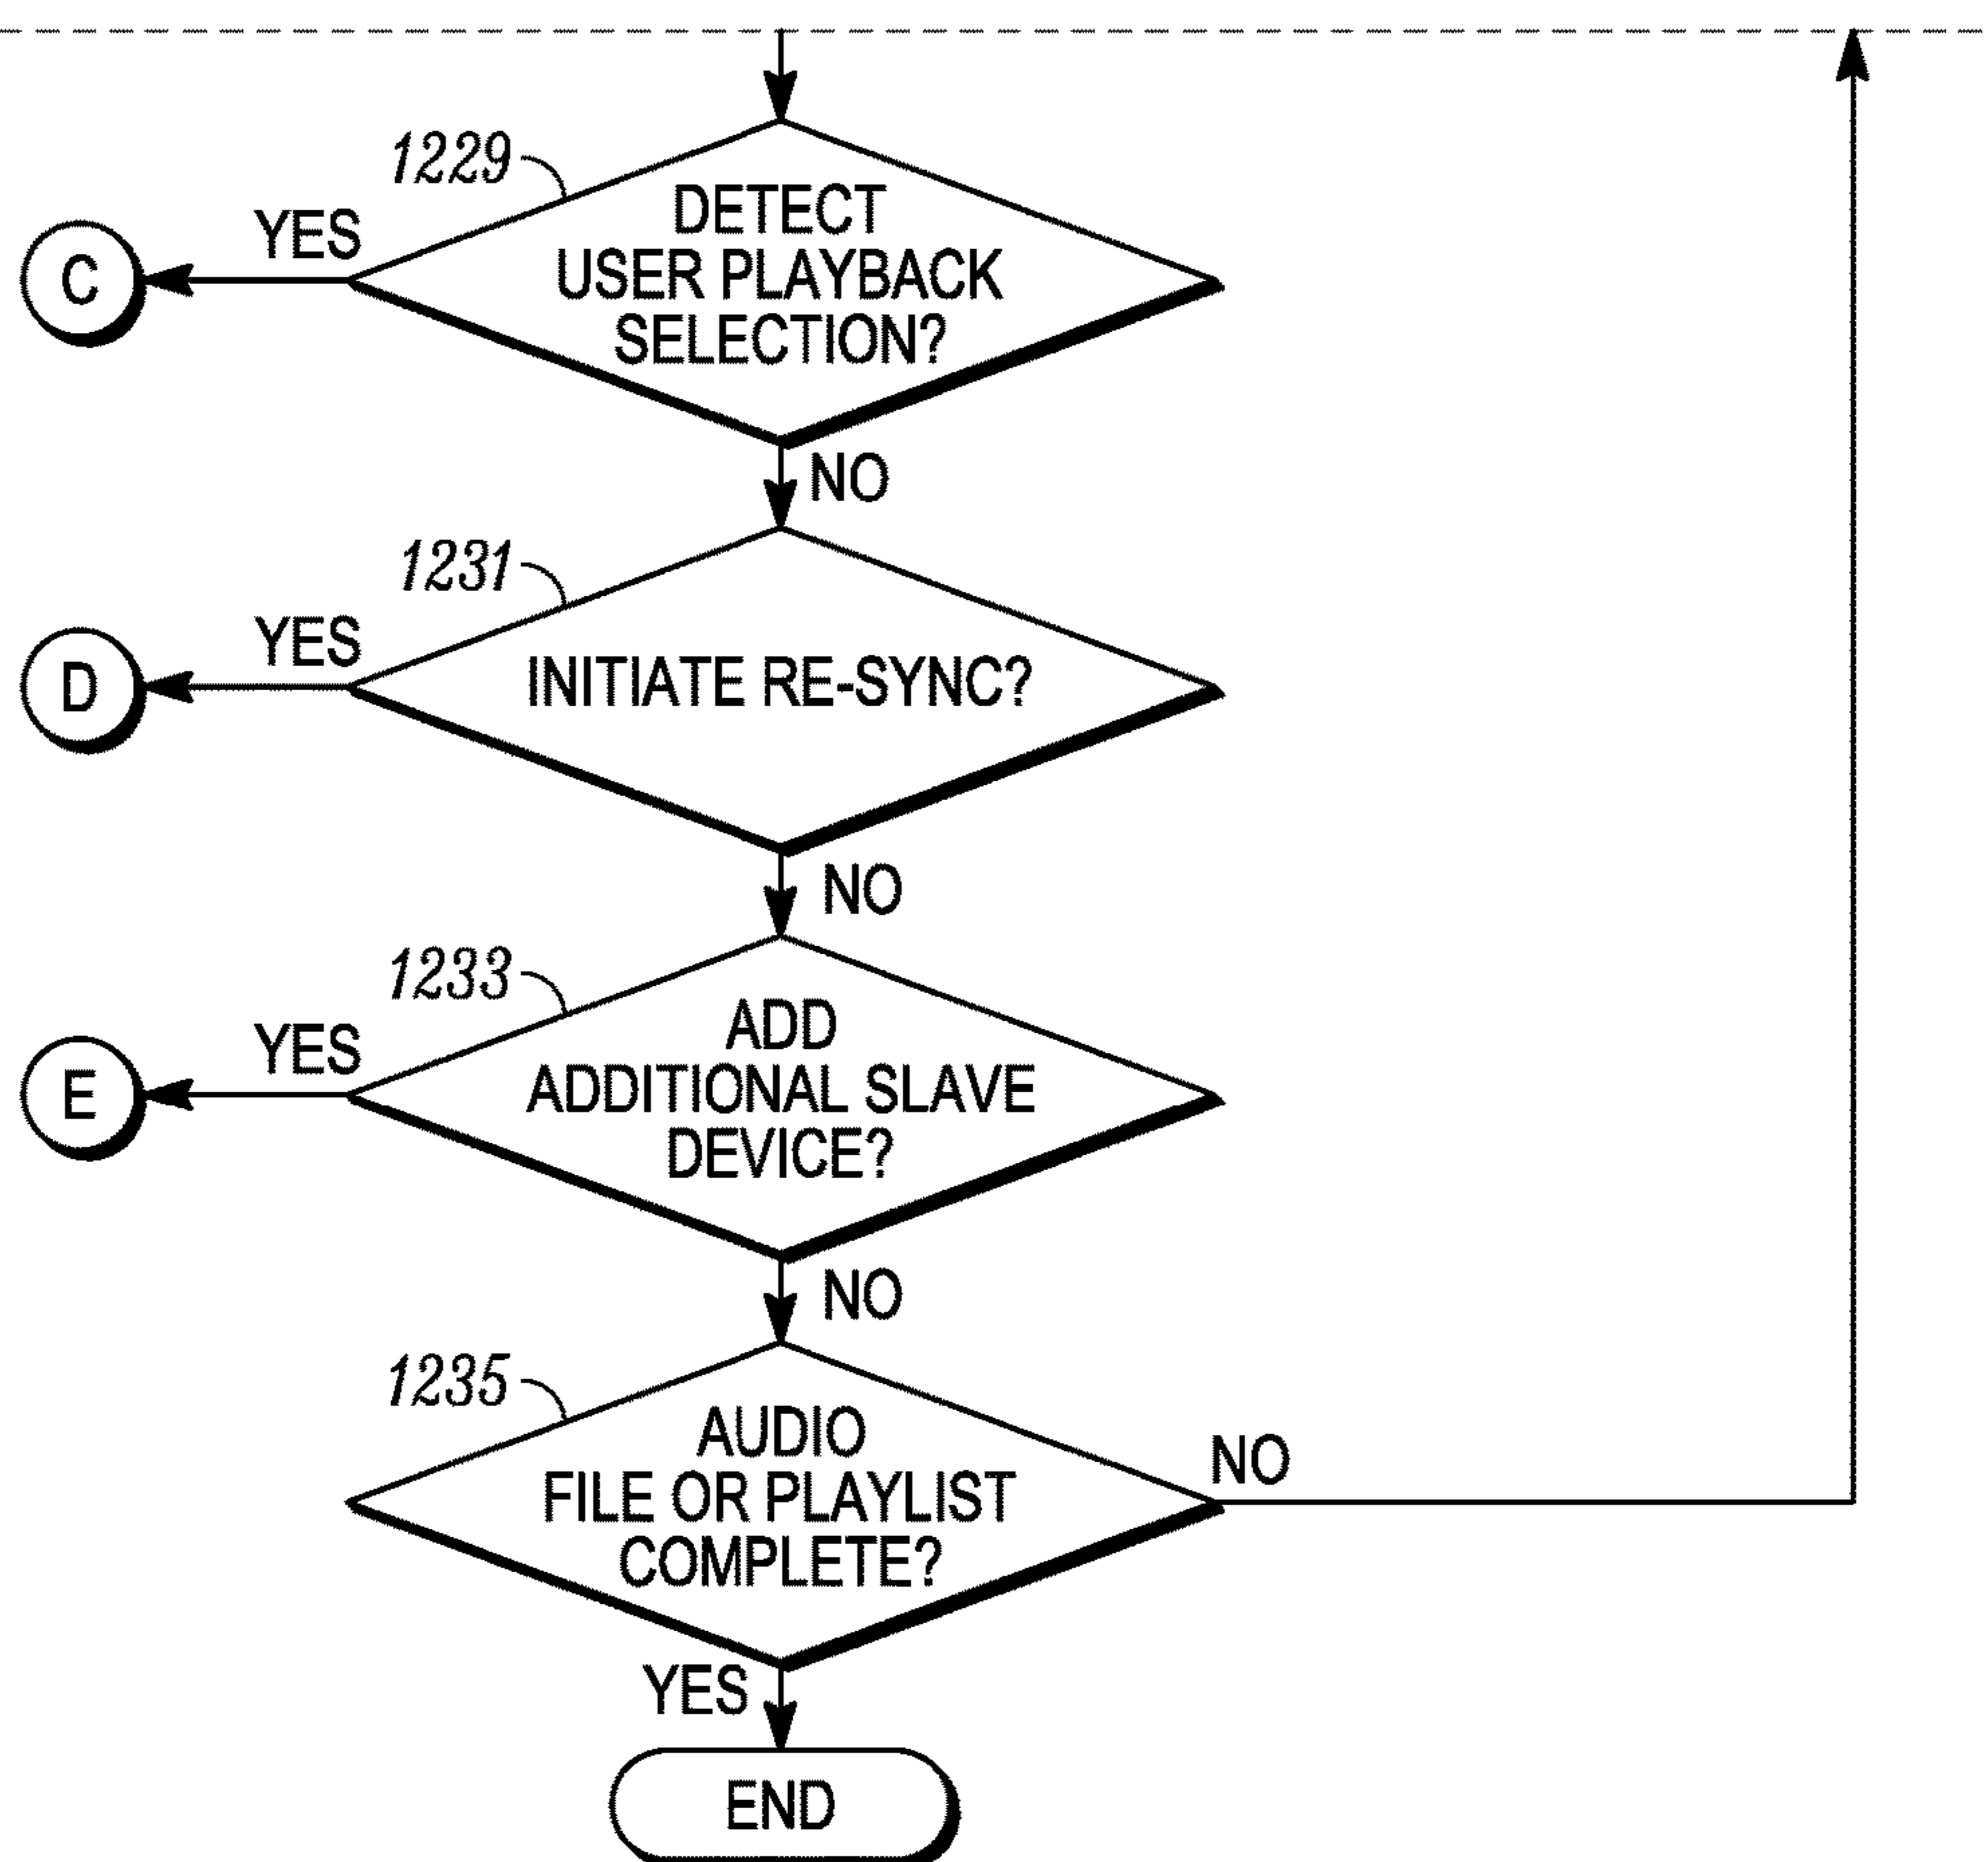 1229
DETECT
USER PLAYBACK
SELECTION?
YES
C
NO
1231
INITIATE RE-SYNC?
YES
D
NO
1233
ADD
ADDITIONAL SLAVE
DEVICE?
YES
E
NO
1235
AUDIO
FILE OR PLAYLIST
COMPLETE?
NO
YES
END